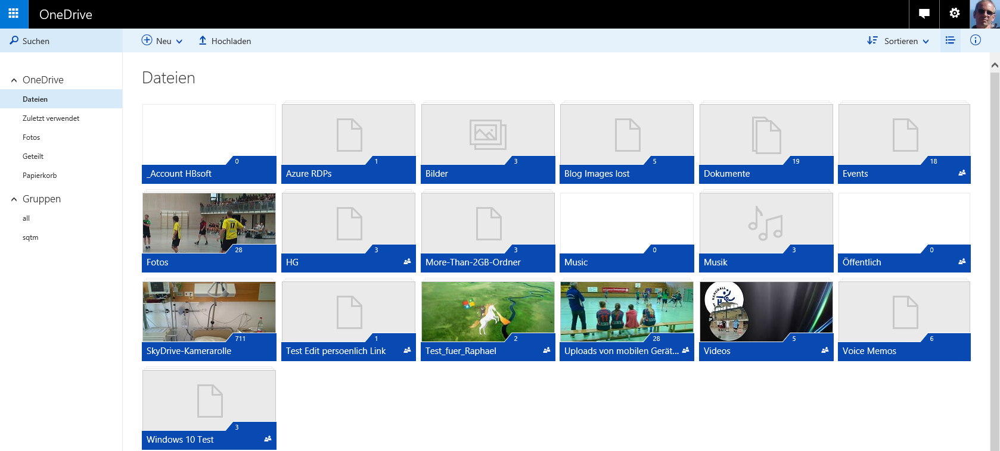 OneDrive
Suchen
Neu
Hochladen
Sortieren
OneDrive
Dateien
Zuletzt verwendet
Fotos
Geteilt
Papierkorb
Gruppen
all
sqtm
Dateien
0
_Account HBsoft
1
Azure RDPs
3
Bilder
5
Blog Images lost
19
Dokumente
18
Events
28
Fotos
3
HG
3
More-Than-2GB-Ordner
0
Music
3
Musik
0
Öffentlich
711
SkyDrive-Kamerarolle
1
Test Edit persoenlich Link
2
Test_fuer_Raphael
28
Uploads von mobilen Gerät...
HANDBALL
H
5
Videos
6
Voice Memos
3
Windows 10 Test
17